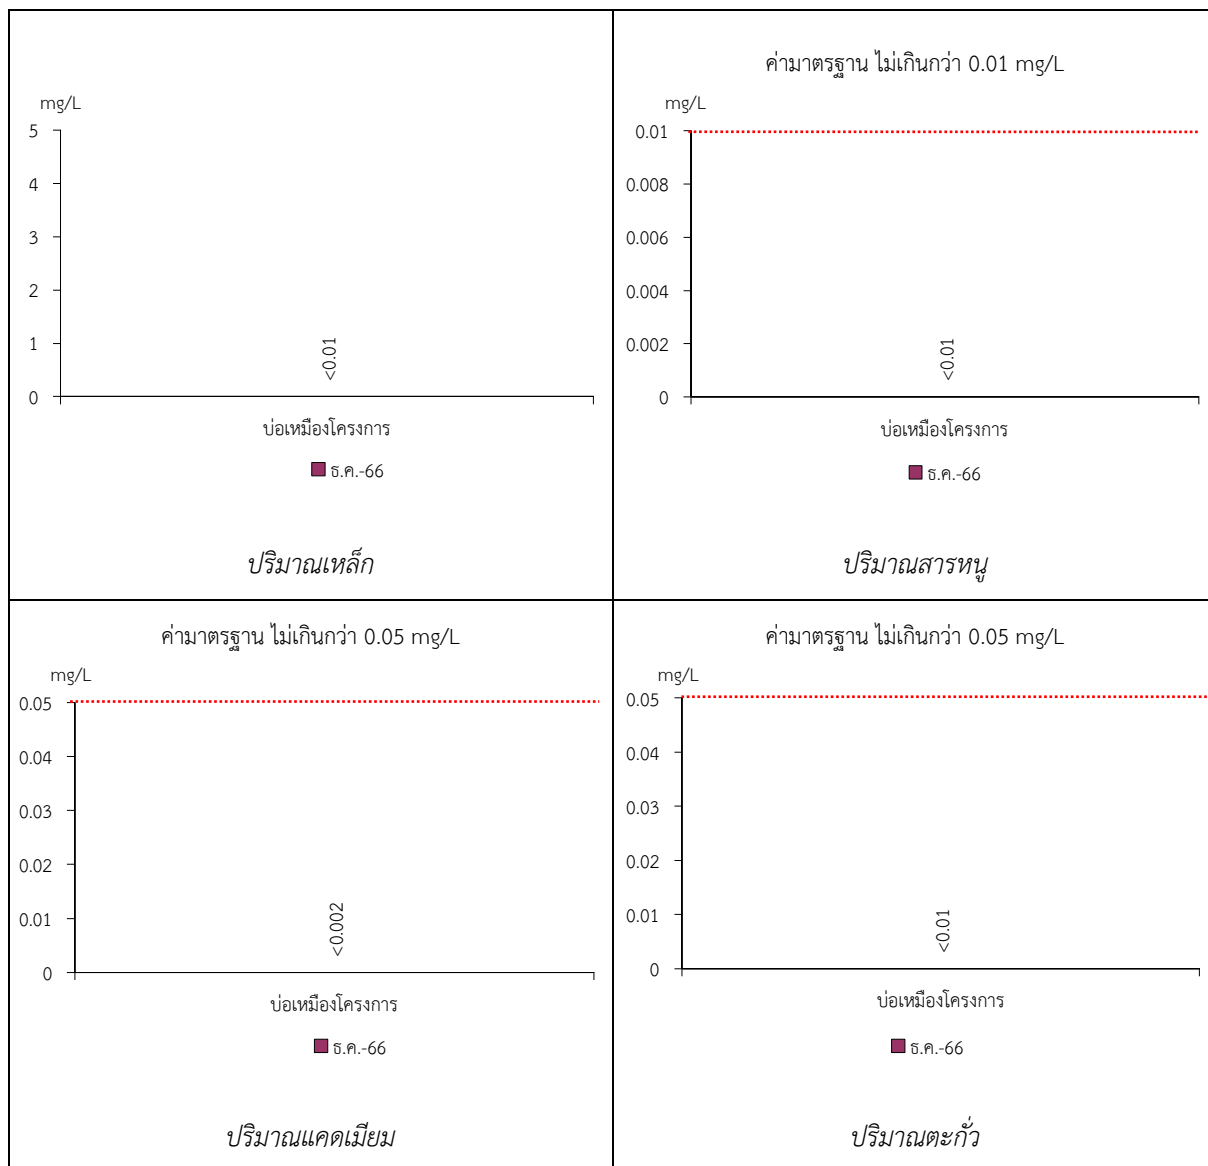 mg/L
5
4
3
2
1
0
<0.01
บ่อเหมืองโครงการ
ธ.ค.-66
ปริมาณเหล็ก
ค่ามาตรฐาน ไม่เกินกว่า 0.01 mg/L
0.01
0.008
0.006
0.004
0.002
0
<0.01
บ่อเหมืองโครงการ
ธ.ค.-66
ปริมาณสารหนู
ค่ามาตรฐาน ไม่เกินกว่า 0.05 mg/L
mg/L
0.05
0.04
0.03
0.02
0.01
0
<0.002
บ่อเหมืองโครงการ
ธ.ค.-66
ปริมาณแคดเมียม
ค่ามาตรฐาน ไม่เกินกว่า 0.05 mg/L
mg/L
0.05
0.04
0.03
0.02
0.01
0
<0.01
บ่อเหมืองโครงการ
ธ.ค.-66
ปริมาณตะกั่ว